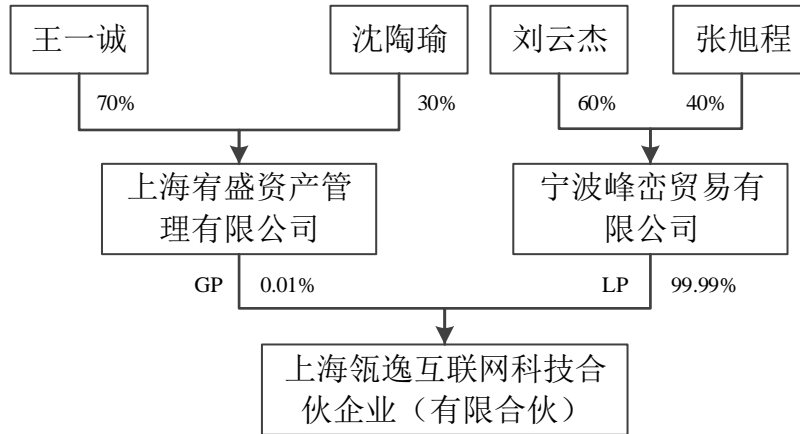 王一诚
沈陶瑜
刘云杰
张旭程
70%
30%
60%
40%
上海宥盛资产管
理有限公司
宁波峰峦贸易有
限公司
GP
0.01%
LP
99.99%
上海瓴逸互联网科技合
伙企业（有限合伙）